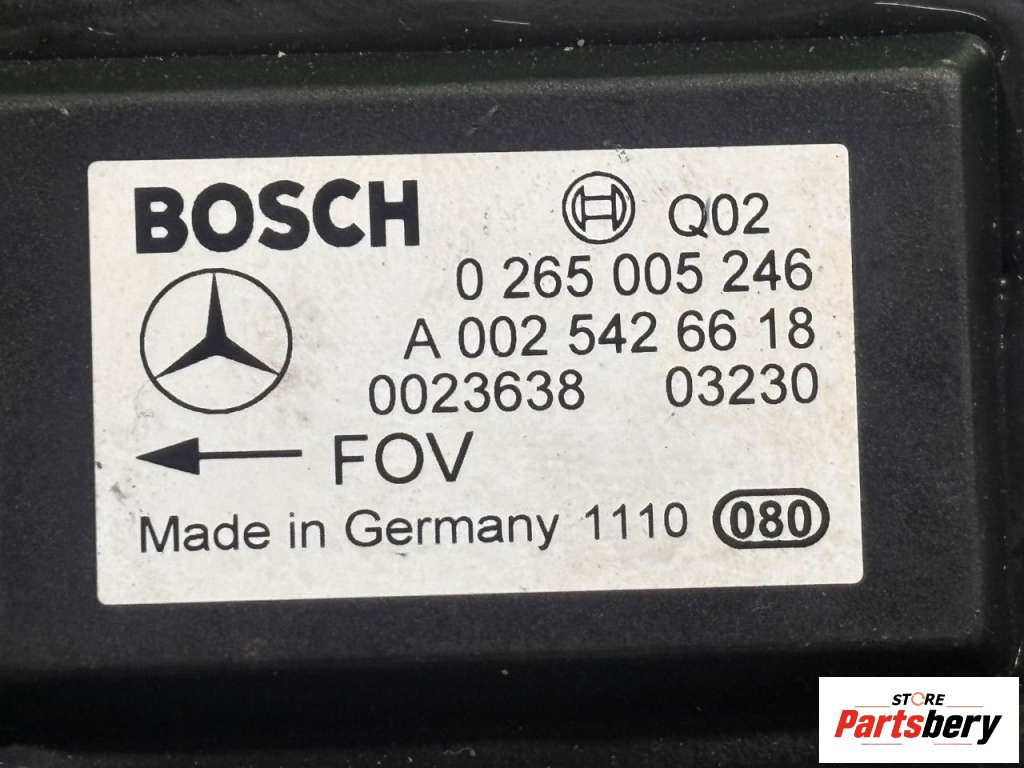 BOSCH Q02
0 265 005 246
A 002 542 66 18
0023638 03230
FOV
Made in Germany 1110 080
STORE
Partsbery